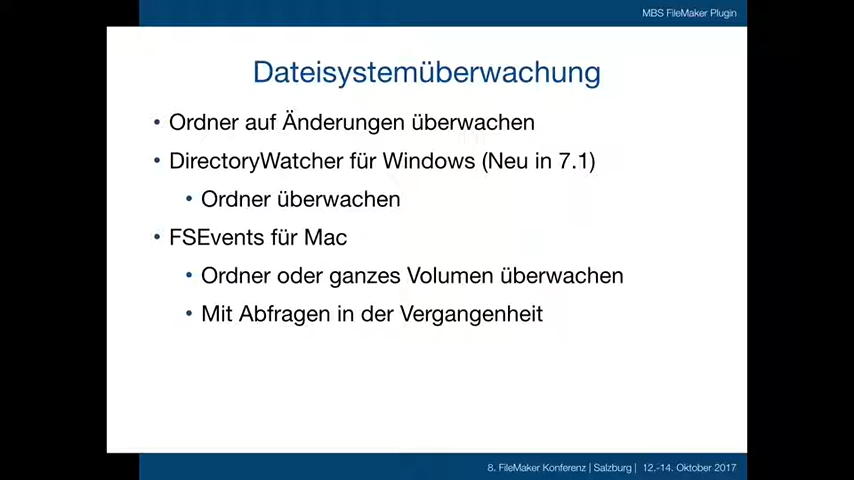 MBS FileMaker Plugin
Dateisystemüberwachung
• Ordner auf Änderungen überwachen
• DirectoryWatcher für Windows (Neu in 7.1)
• Ordner überwachen
• FSEvents für Mac
• Ordner oder ganzes Volumen überwachen
• Mit Abfragen in der Vergangenheit
8. FileMaker Konferenz | Salzburg | 12.-14. Oktober 2017